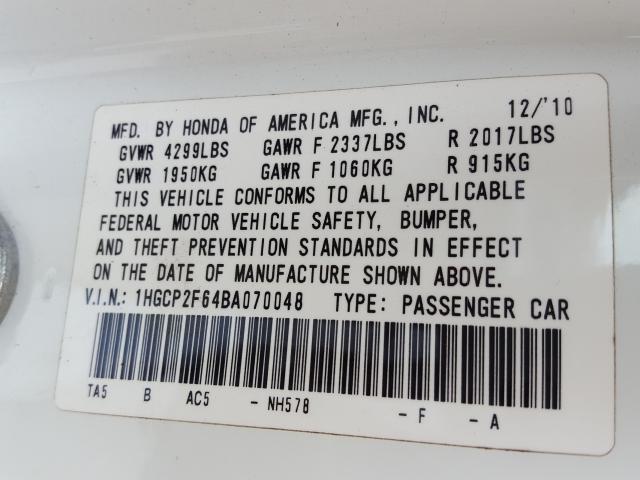 MFD. BY HONDA OF AMERICA MFG., INC. 12/'10
GVWR 4299LBS GAWR F 2337LBS R 2017LBS
GVWR 1950KG GAWR F 1060KG R 915KG
THIS VEHICLE CONFORMS TO ALL APPLICABLE
FEDERAL MOTOR VEHICLE SAFETY, BUMPER,
AND THEFT PREVENTION STANDARDS IN EFFECT
ON THE DATE OF MANUFACTURE SHOWN ABOVE.
V.I.N.: 1HGCP2F64BA070048 TYPE: PASSENGER CAR
TA5 B AC5 - NH578 - F - A